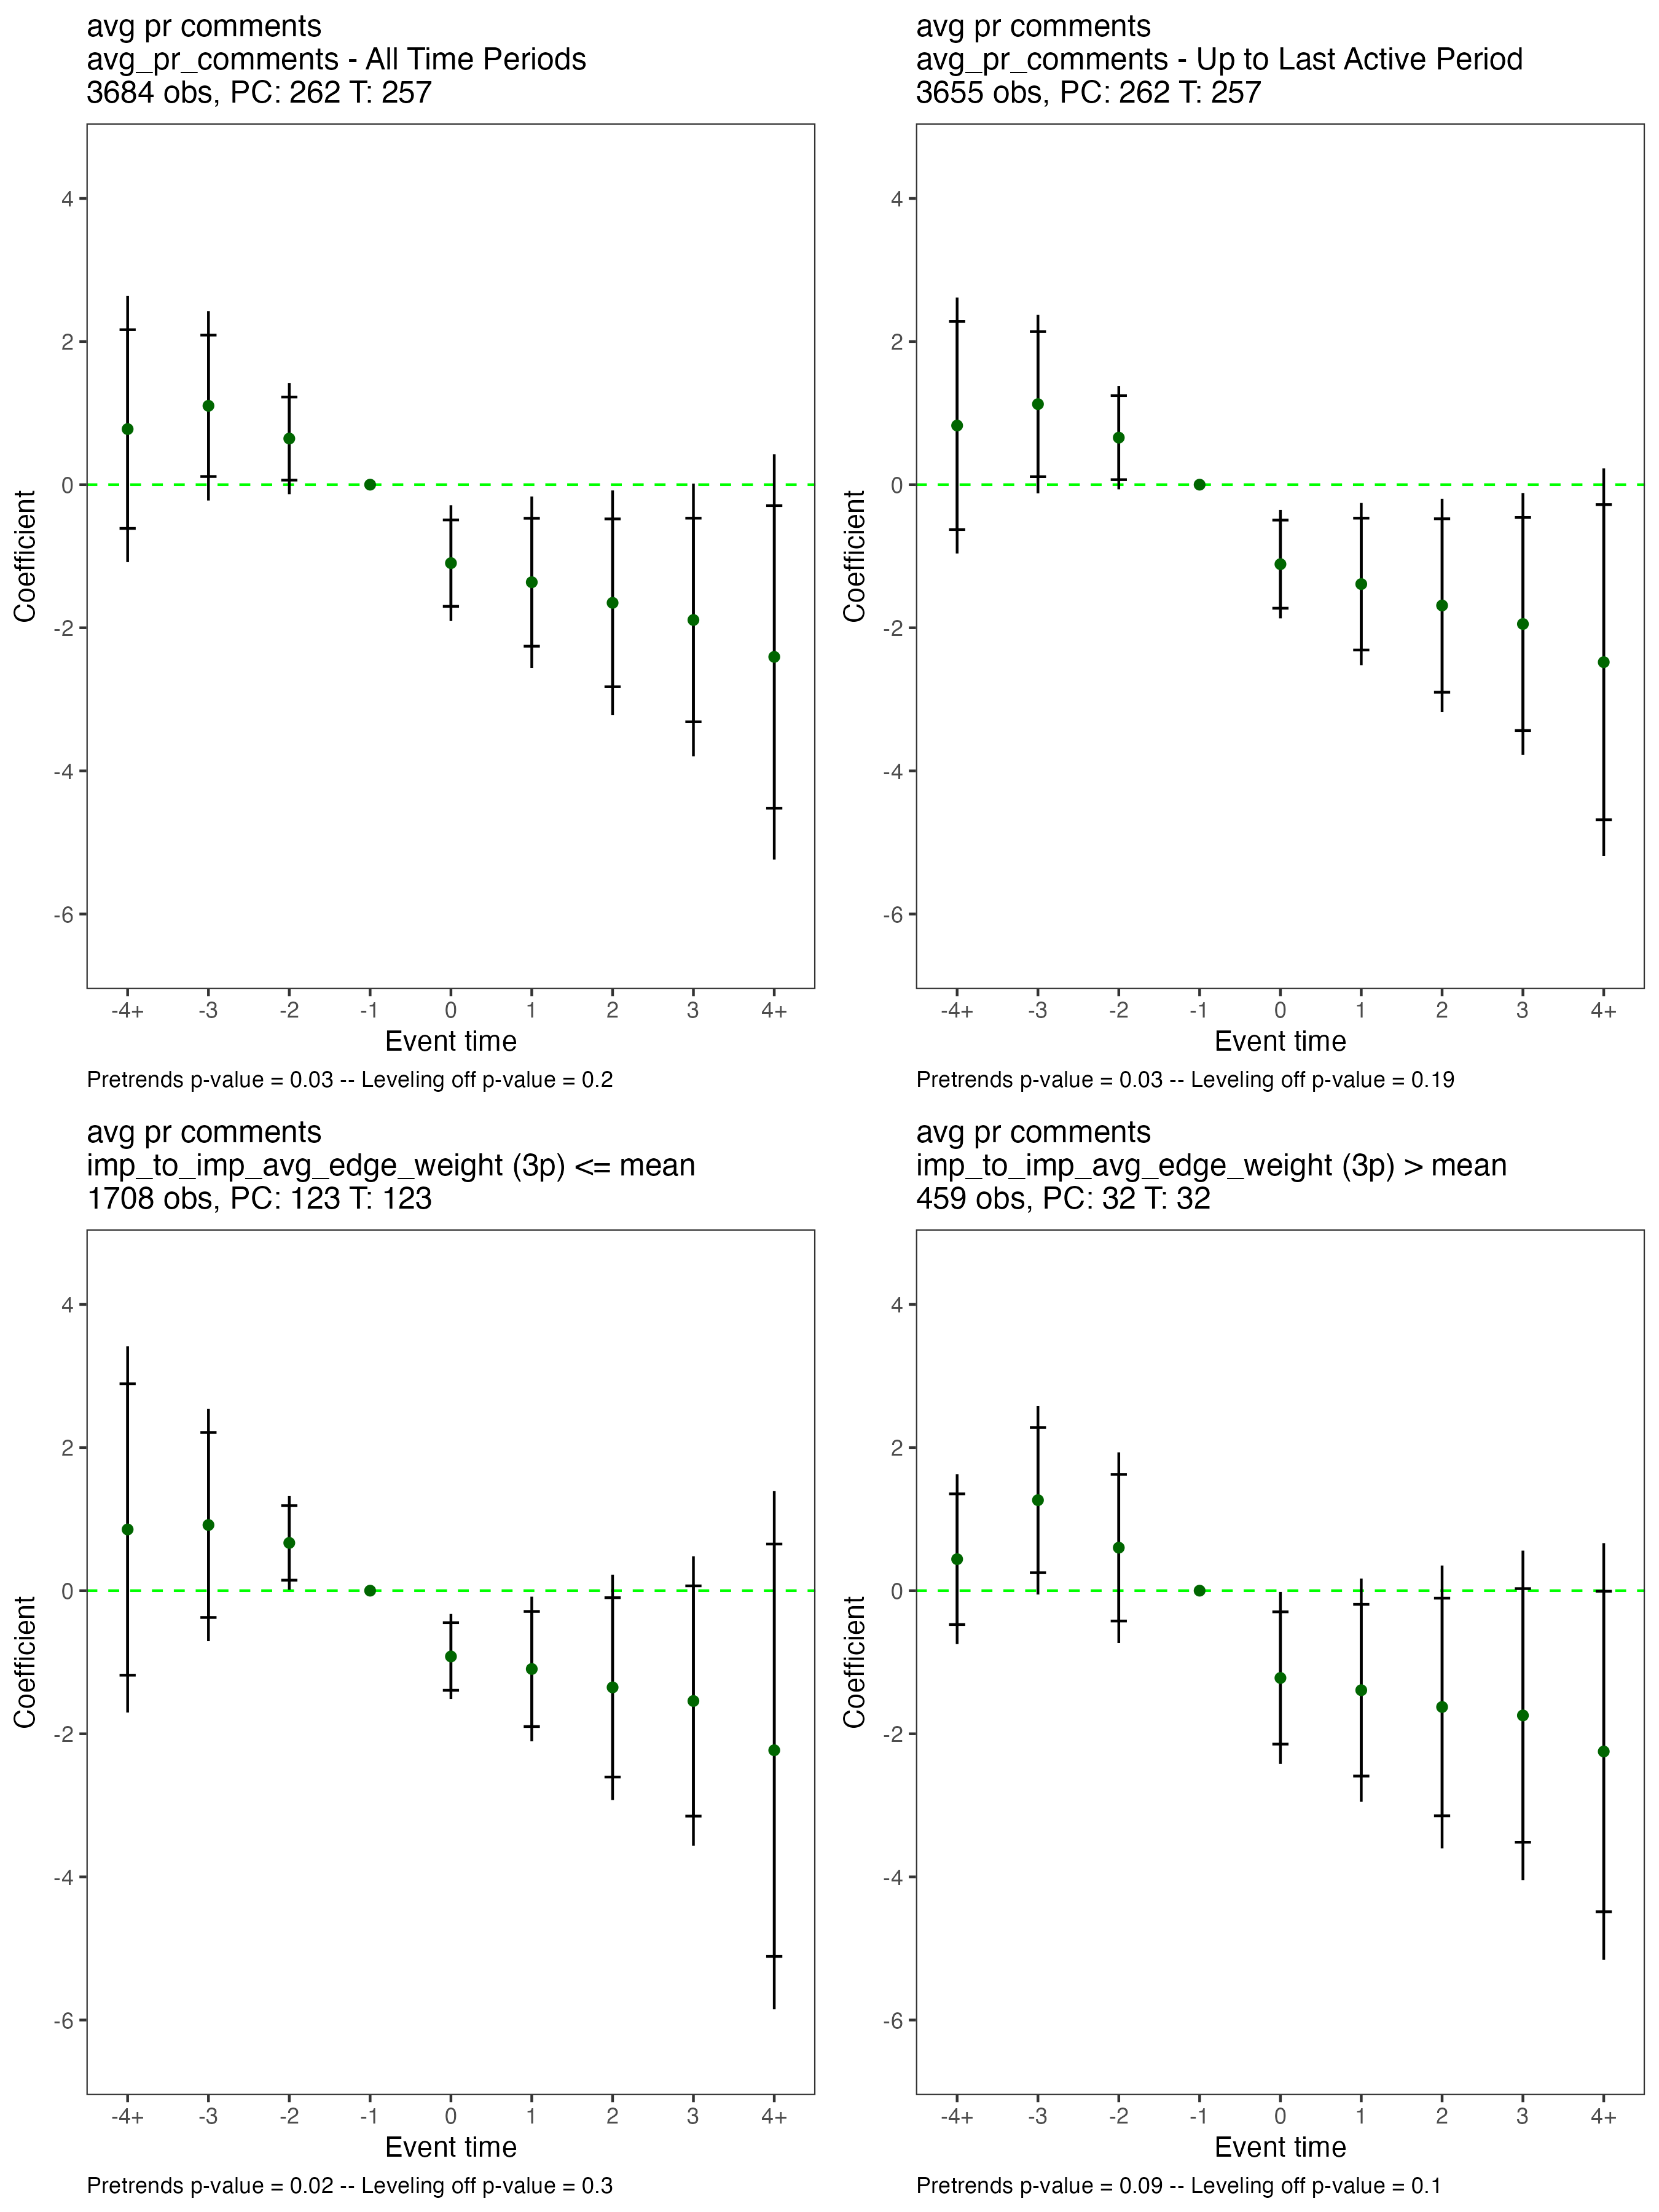 avg pr comments
avg_pr_comments - All Time Periods
3684 obs, PC: 262 T: 257
4
2
0
-2
-4
-6
Coefficient
-4+ -3 -2 -1 0 1 2 3 4+
Event time
Pretrends p-value = 0.03 -- Leveling off p-value = 0.2
avg pr comments
avg_pr_comments - Up to Last Active Period
3655 obs, PC: 262 T: 257
4
2
0
-2
-4
-6
Coefficient
-4+ -3 -2 -1 0 1 2 3 4+
Event time
Pretrends p-value = 0.03 -- Leveling off p-value = 0.19
avg pr comments
imp_to_imp_avg_edge_weight (3p) <= mean
1708 obs, PC: 123 T: 123
4
2
0
-2
-4
-6
Coefficient
-4+ -3 -2 -1 0 1 2 3 4+
Event time
Pretrends p-value = 0.02 -- Leveling off p-value = 0.3
avg pr comments
imp_to_imp_avg_edge_weight (3p) > mean
459 obs, PC: 32 T: 32
4
2
0
-2
-4
-6
Coefficient
-4+ -3 -2 -1 0 1 2 3 4+
Event time
Pretrends p-value = 0.09 -- Leveling off p-value = 0.1